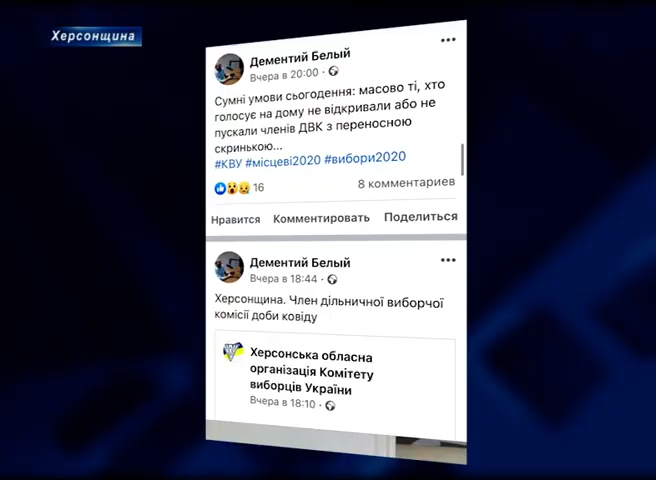 Херсонщина
Дементий Белый
Вчера в 20:00
Сумні умови сьогодення: масово ті, хто
голосує на дому не відкривали або не
пускали членів ДВК з переносною
скринькою...
#КВУ #місцеві2020 #вибори2020
16
8 комментариев
Нравится Комментировать Поделиться
Дементий Белый
Вчера в 18:44
Херсонщина. Член дільничної виборчої
комісії доби ковіду
Херсонська обласна
організація Комітету
виборців України
Вчера в 18:10